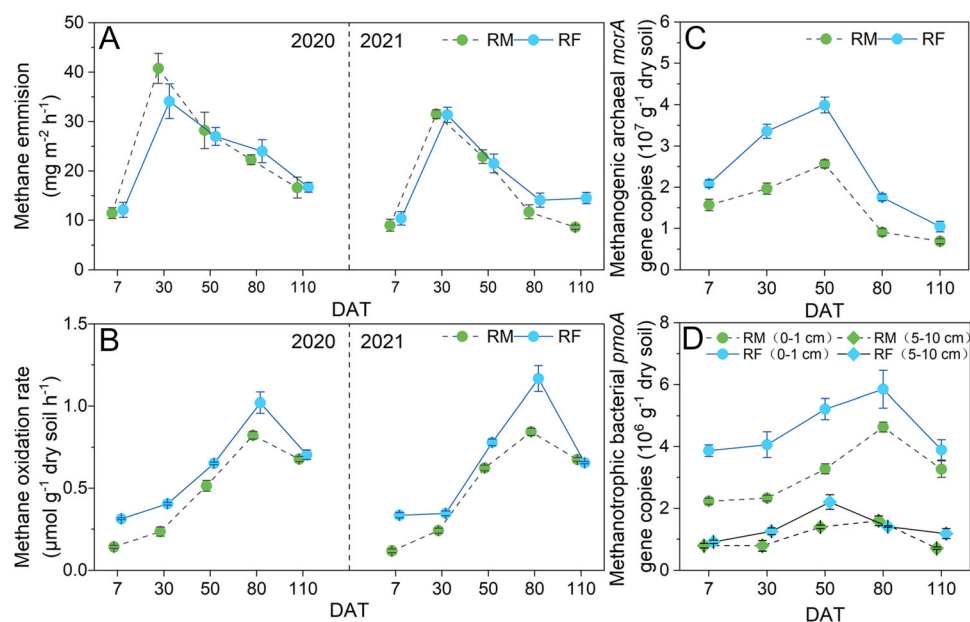 A
2020
2021
RM
RF
50
40
30
20
10
0
Methane emmision
(mg m⁻² h⁻¹)
7 30 50 80 110 7 30 50 80 110
DAT
B
2020
2021
RM
RF
1.5
1.0
0.5
0.0
Methane oxidation rate
(μmol g⁻¹ dry soil h⁻¹)
7 30 50 80 110 7 30 50 80 110
DAT
C
RM
RF
6
5
4
3
2
1
0
Methanogenic archaeal mcrA
gene copies (10⁷ g⁻¹ dry soil)
7 30 50 80 110
DAT
D
RM（0-1 cm） RM（5-10 cm）
RF（0-1 cm） RF（5-10 cm）
8
6
4
2
0
Methanotrophic bacterial pmoA
gene copies (10⁶ g⁻¹ dry soil)
7 30 50 80 110
DAT